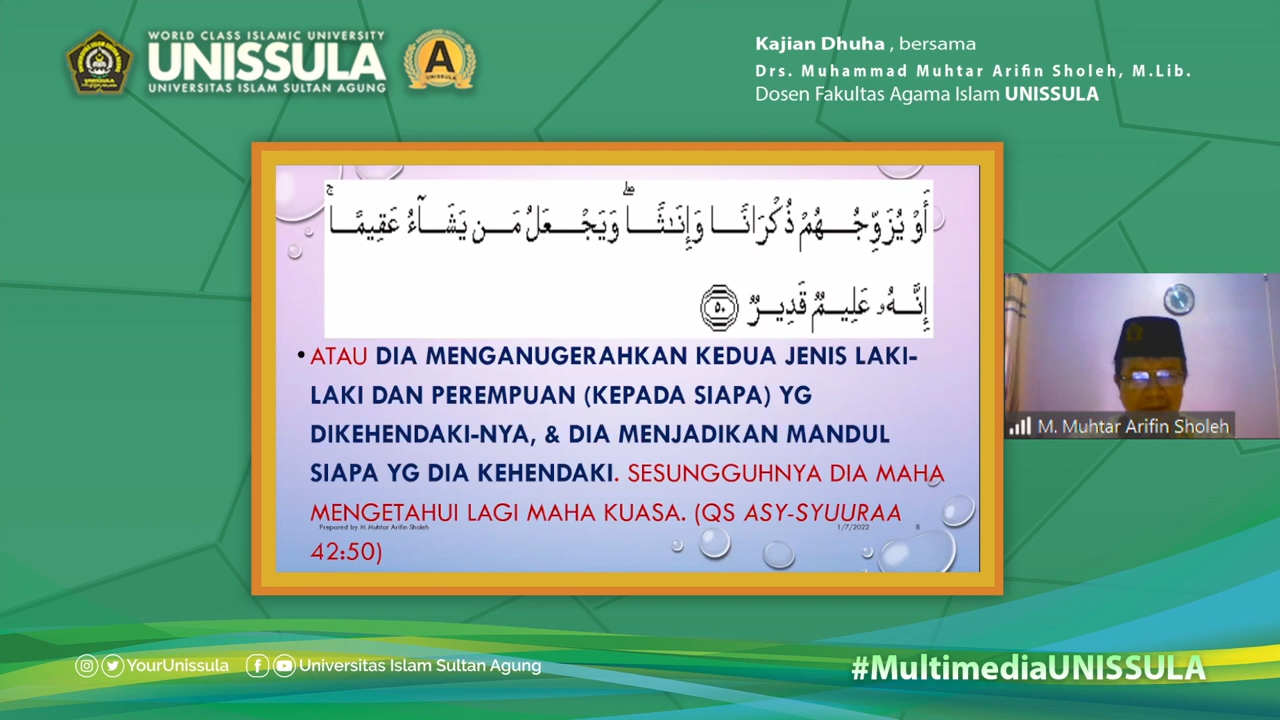 WORLD CLASS ISLAMIC UNIVERSITY
UNISSULA
UNIVERSITAS ISLAM SULTAN AGUNG
A
UNISSULA
Kajian Dhuha , bersama
Drs. Muhammad Muhtar Arifin Sholeh, M.Lib.
Dosen Fakultas Agama Islam UNISSULA
أَوْ يُزَوِّجُهُمْ ذُكْرَانًا وَإِنَٰثًا ۖ وَيَجْعَلُ مَن يَشَآءُ عَقِيمًا ۚ
إِنَّهُۥ عَلِيمٌ قَدِيرٌ ٥٠
• ATAU DIA MENGANUGERAHKAN KEDUA JENIS LAKI-
LAKI DAN PEREMPUAN (KEPADA SIAPA) YG
DIKEHENDAKI-NYA, & DIA MENJADIKAN MANDUL
SIAPA YG DIA KEHENDAKI. SESUNGGUHNYA DIA MAHA
MENGETAHUI LAGI MAHA KUASA. (QS ASY-SYUURAA
Prepared by M Muhtar Arifin Sholeh 1/7/2022 8
42:50)
M. Muhtar Arifin Sholeh
YourUnissula Universitas Islam Sultan Agung
#MultimediaUNISSULA